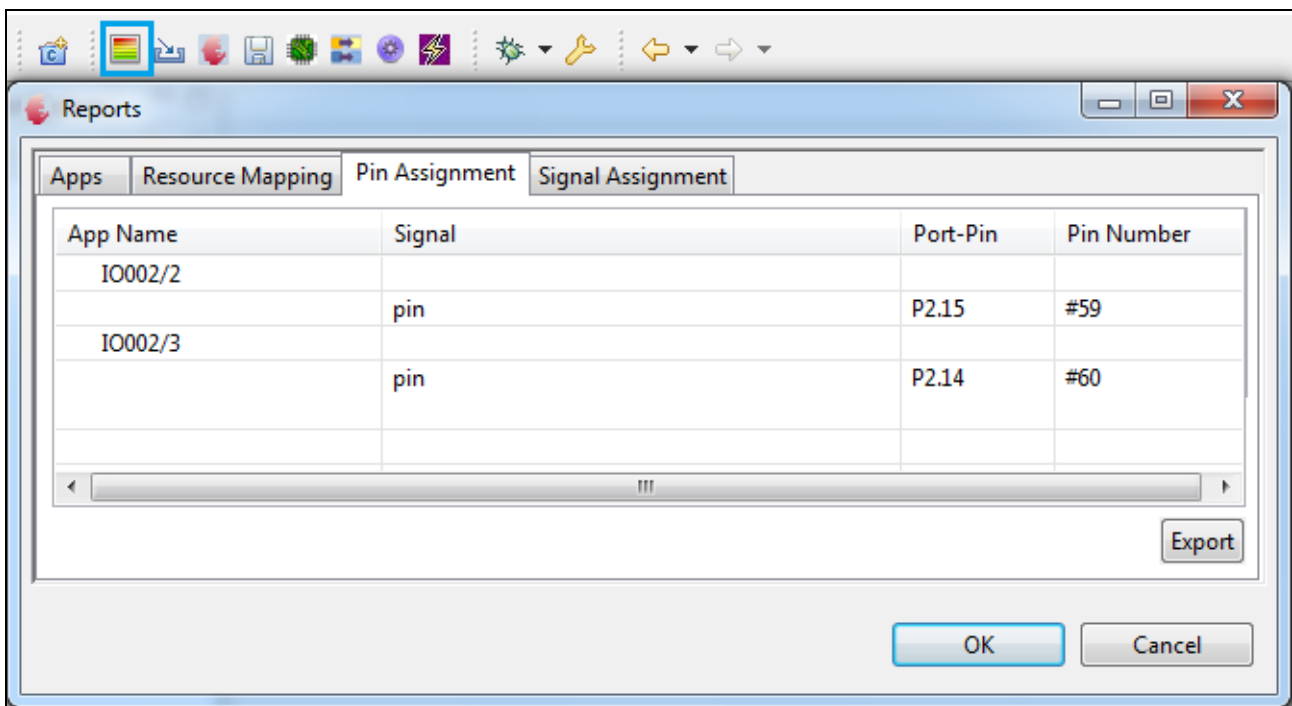 Reports
Apps Resource Mapping Pin Assignment Signal Assignment
App Name Signal Port-Pin Pin Number
IO002/2
pin P2.15 #59
IO002/3
pin P2.14 #60
Export
OK Cancel